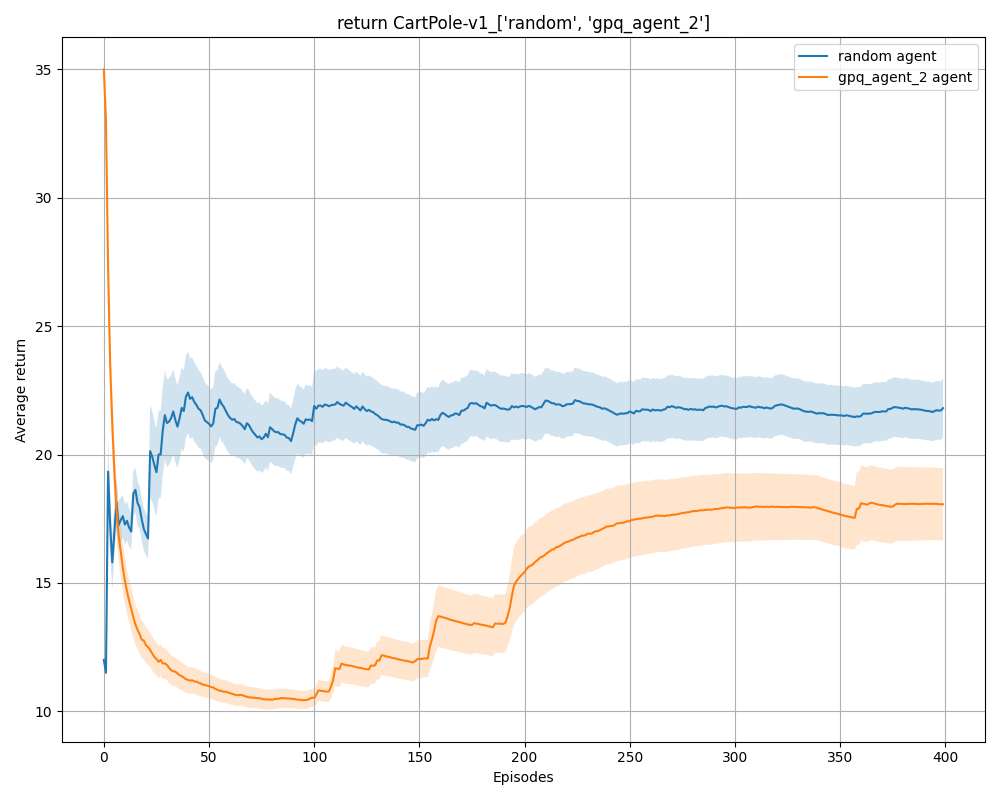 return CartPole-v1_['random', 'gpq_agent_2']
random agent
gpq_agent_2 agent
Average return
35
30
25
20
15
10
0 50 100 150 200 250 300 350 400
Episodes